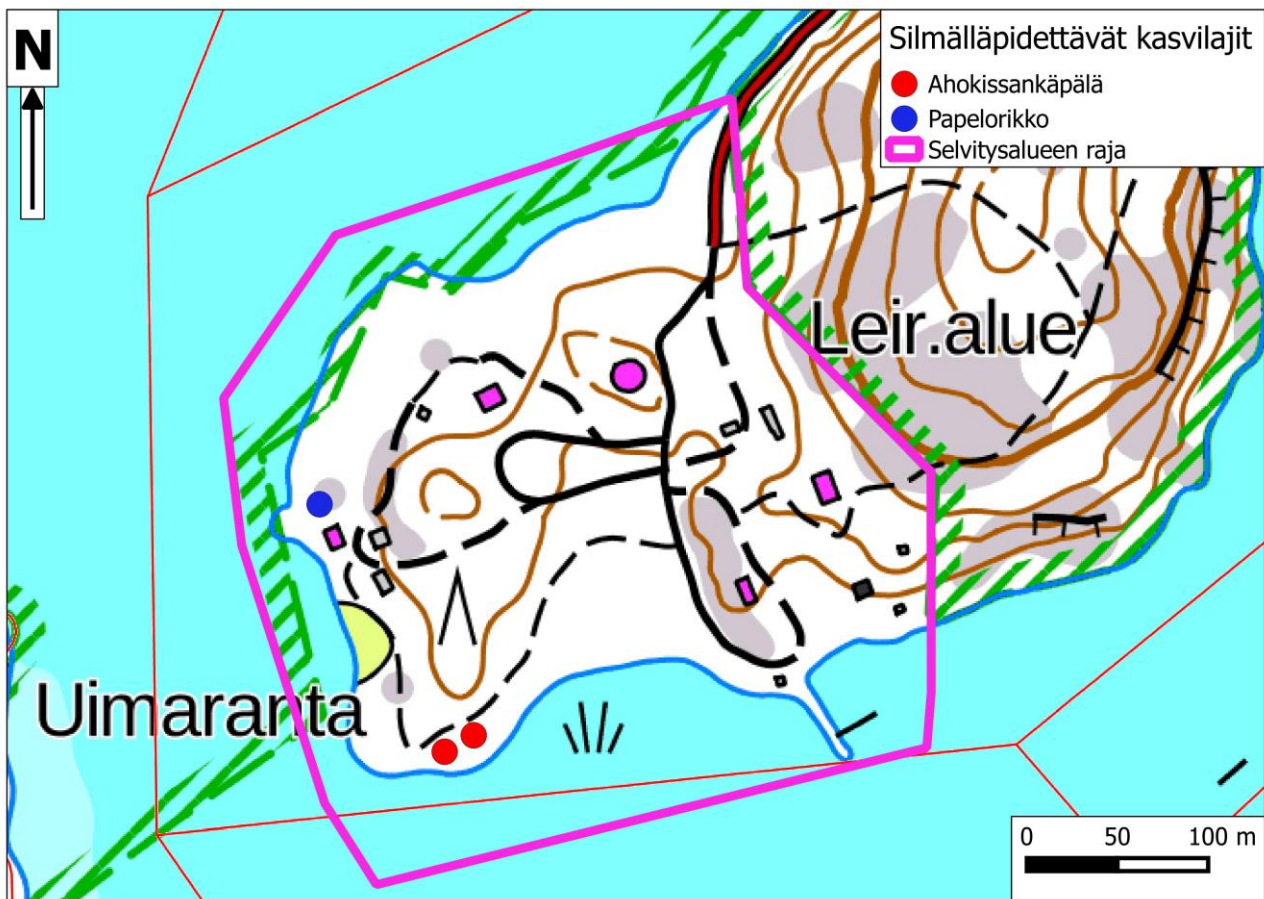 N
Silmälläpidettävät kasvilajit
Ahokissankäpälä
Papelorikko
Selvitysalueen raja
Leir.alue
Uimaranta
0 50 100 m